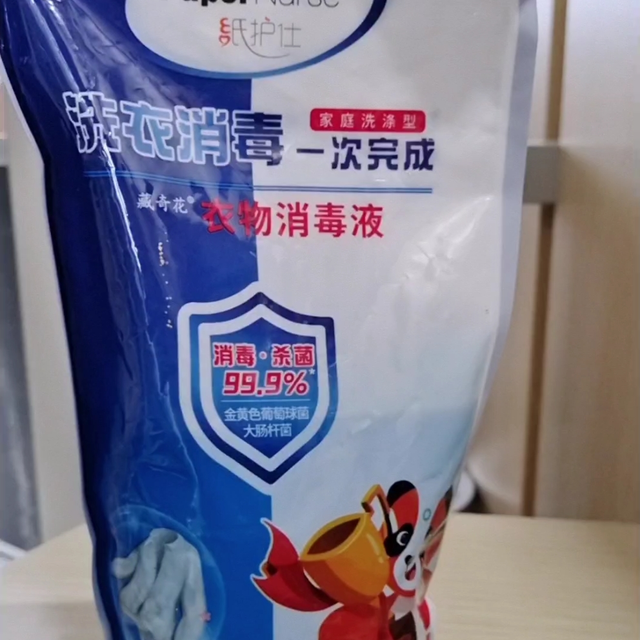 纸护仕
家庭洗涤型
洗衣消毒 一次完成
藏奇花® 衣物消毒液
消毒·杀菌
99.9%*
金黄色葡萄球菌
大肠杆菌